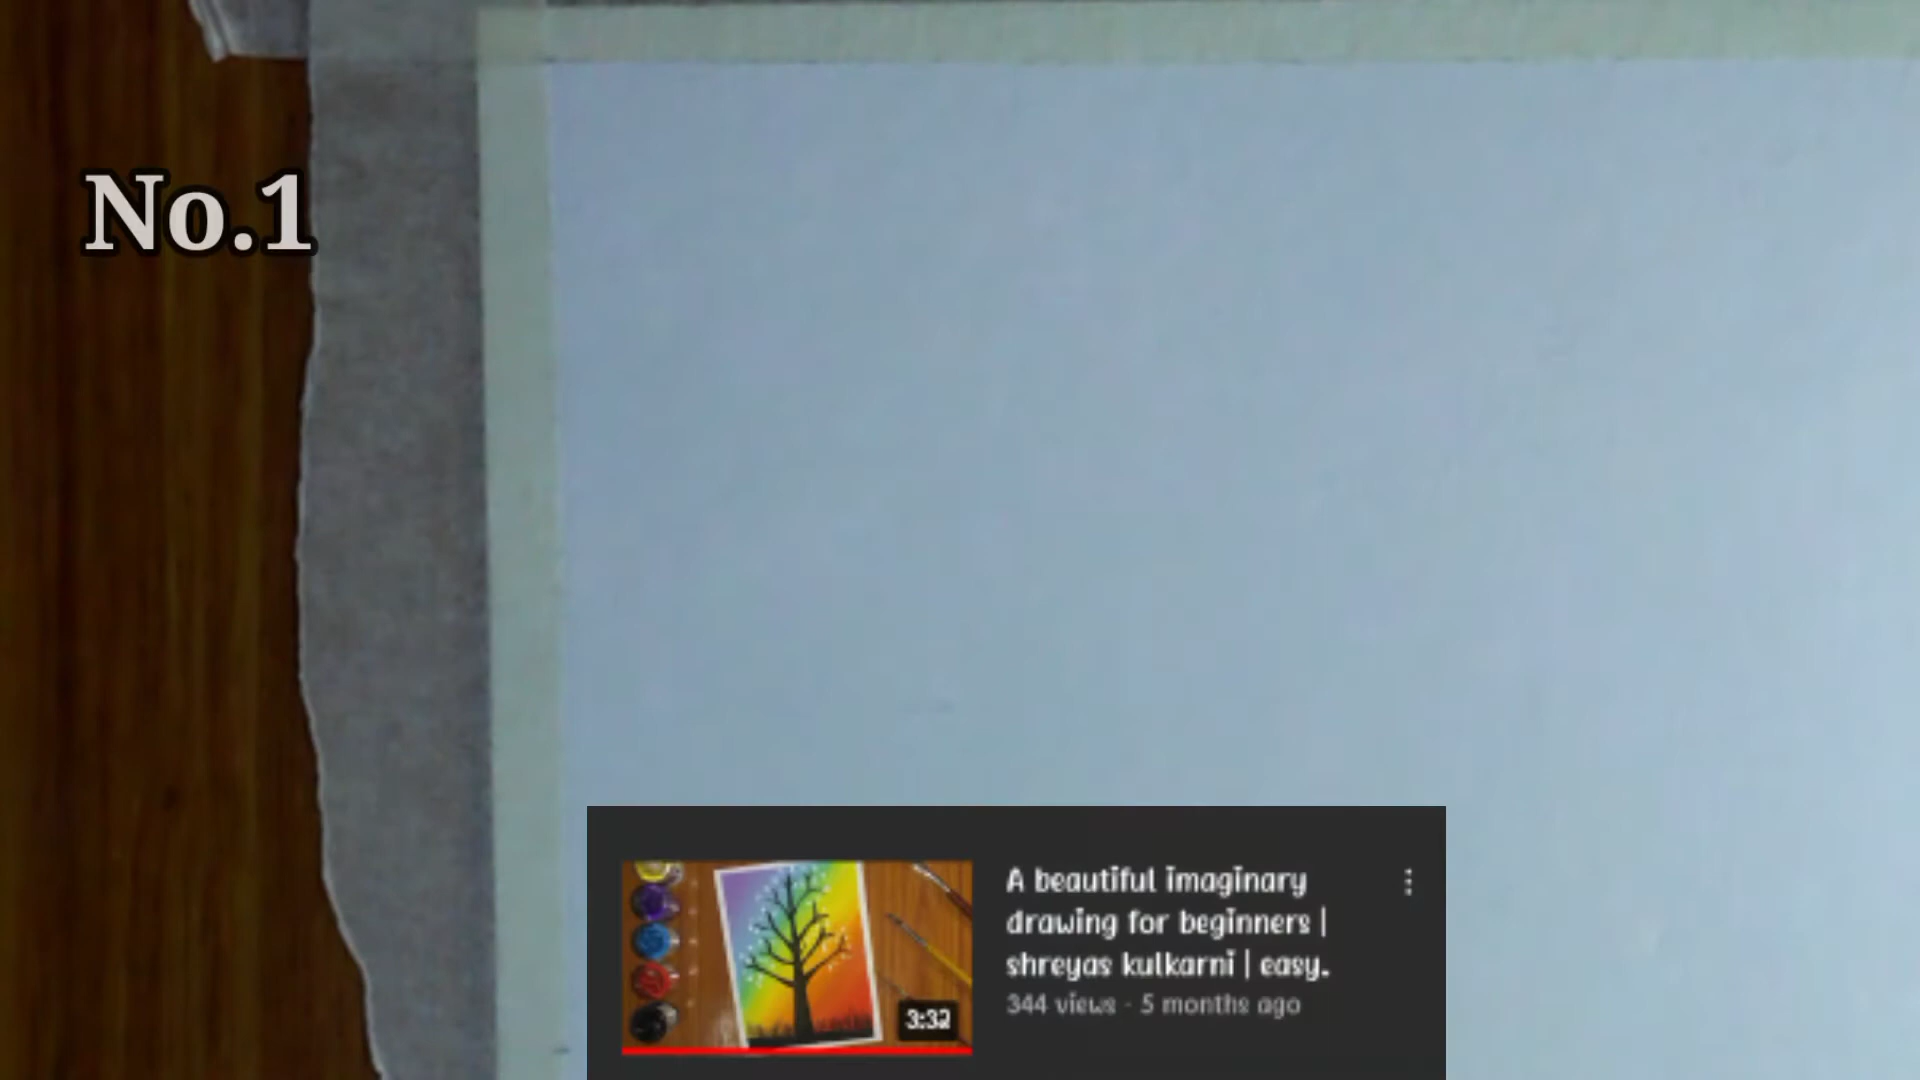 No.1
A beautiful imaginary
drawing for beginners |
shreyas kulkarni | easy.
344 views · 5 months ago
3:32